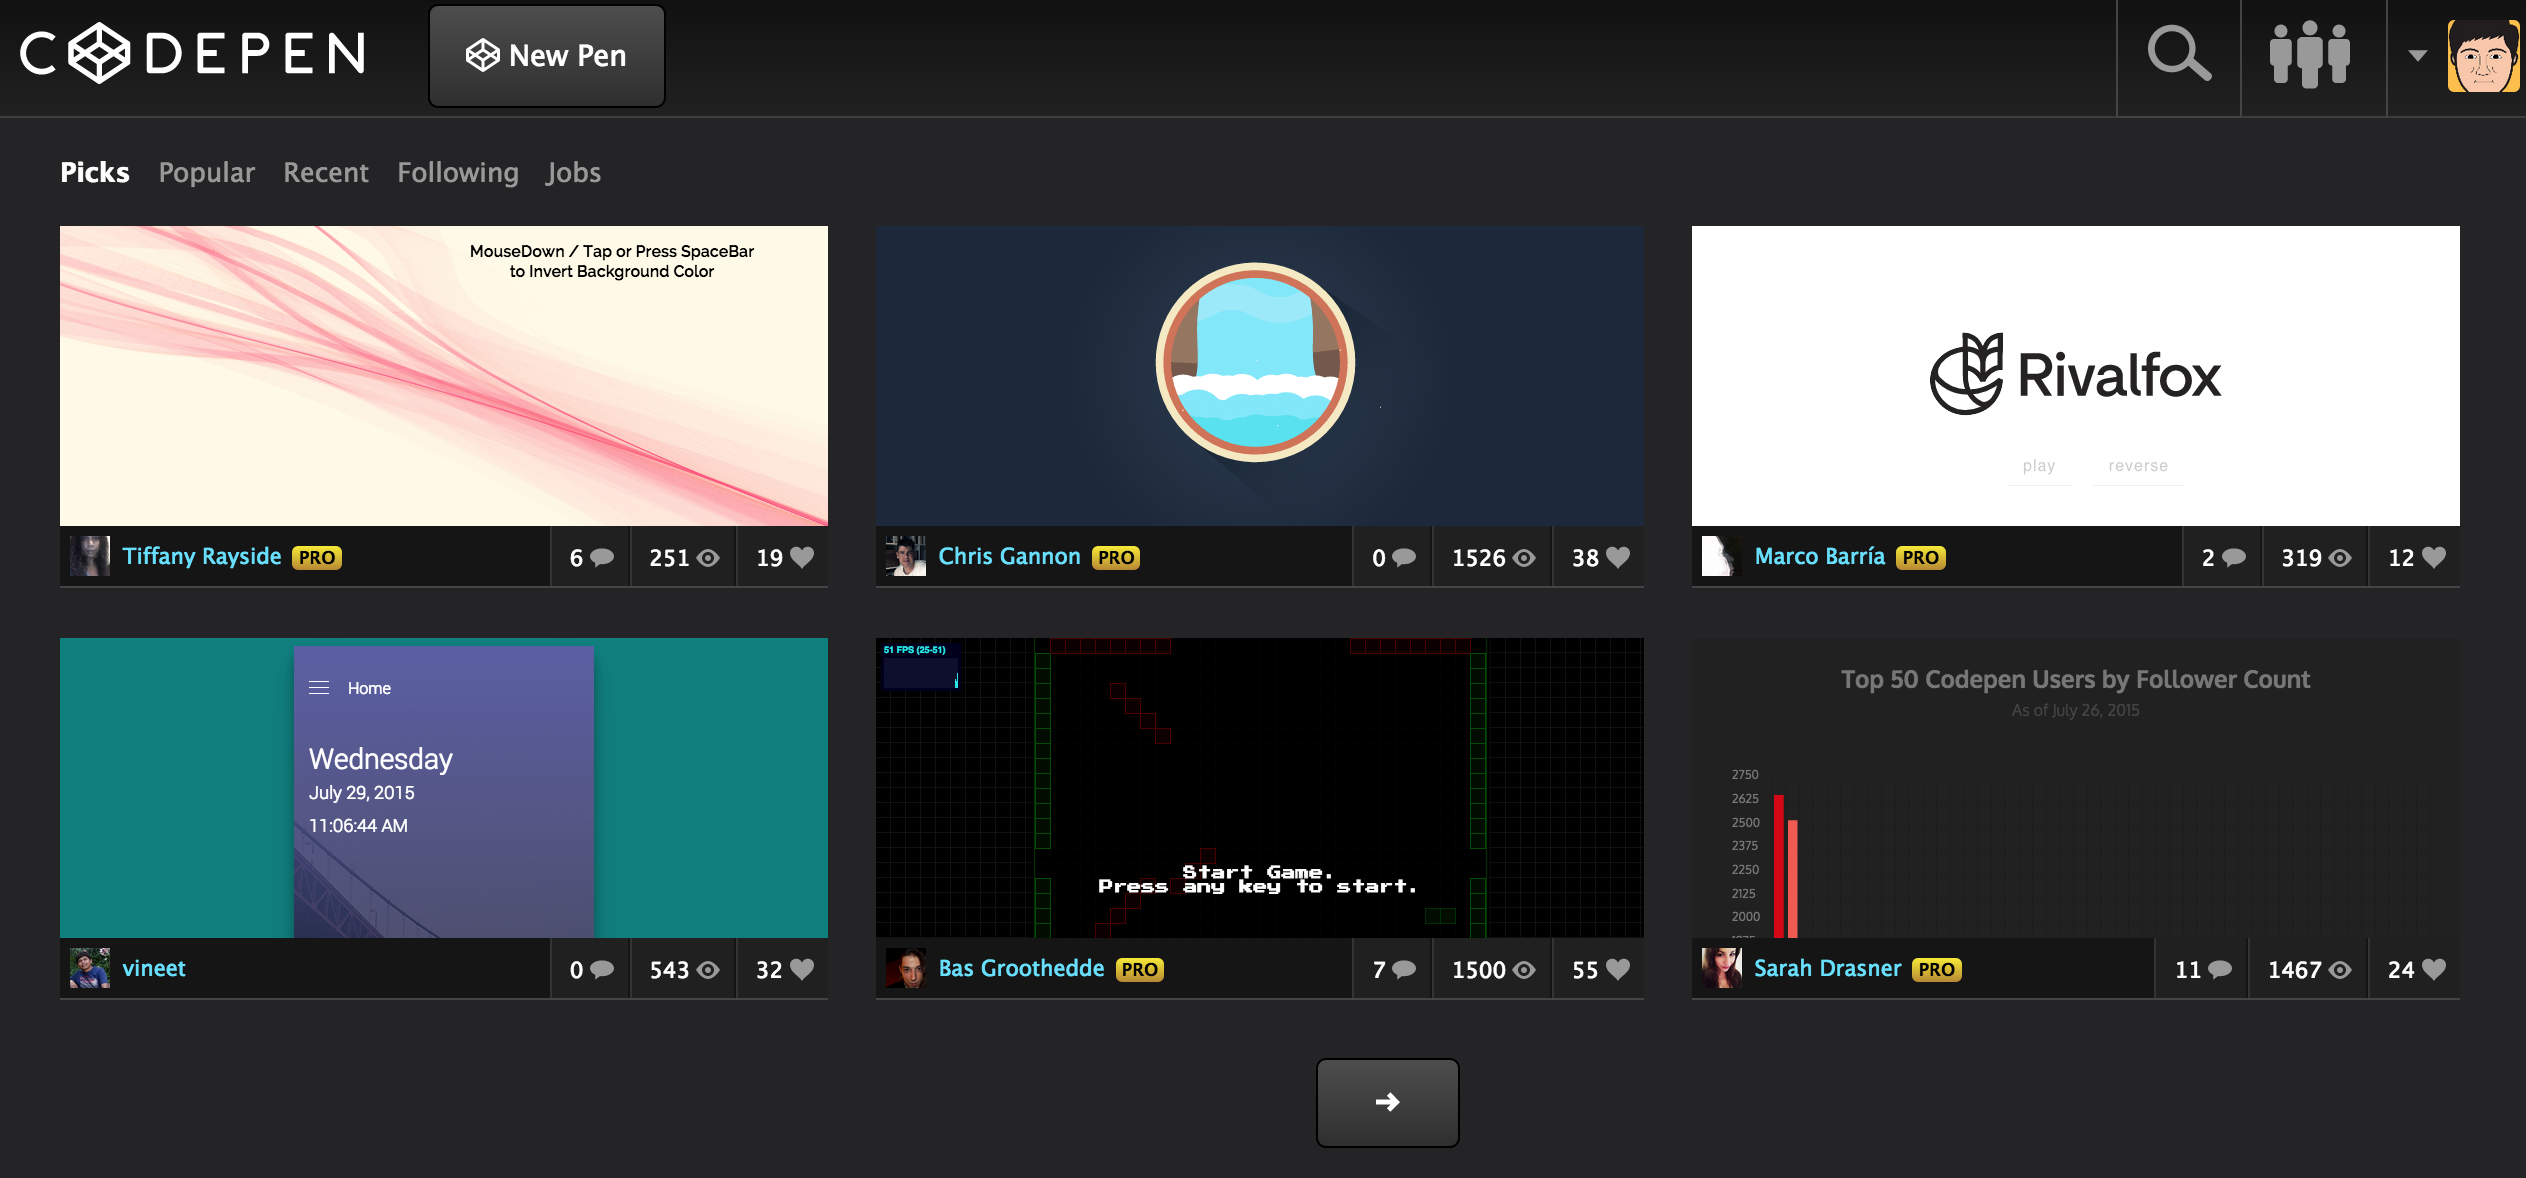 CODEPEN
New Pen
Picks Popular Recent Following Jobs
MouseDown / Tap or Press SpaceBar
to Invert Background Color
Tiffany Rayside PRO 6 251 19
Chris Gannon PRO 0 1526 38
Rivalfox
play reverse
Marco Barría PRO 2 319 12
Home
Wednesday
July 29, 2015
11:06:44 AM
vineet 0 543 32
51 FPS (25-51)
Start Game.
Press any key to start.
Bas Groothedde PRO 7 1500 55
Top 50 Codepen Users by Follower Count
As of July 26, 2015
2750
2625
2500
2375
2250
2125
2000
Sarah Drasner PRO 11 1467 24